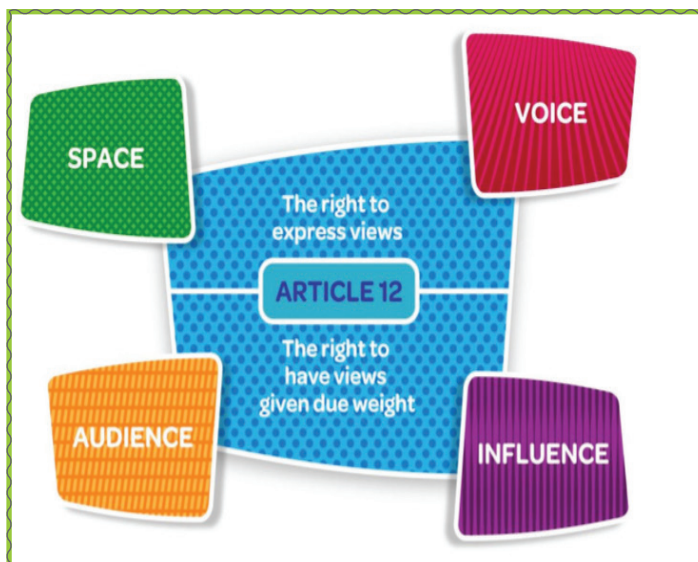 SPACE
VOICE
The right to
express views
ARTICLE 12
The right to
have views
given due weight
AUDIENCE
INFLUENCE